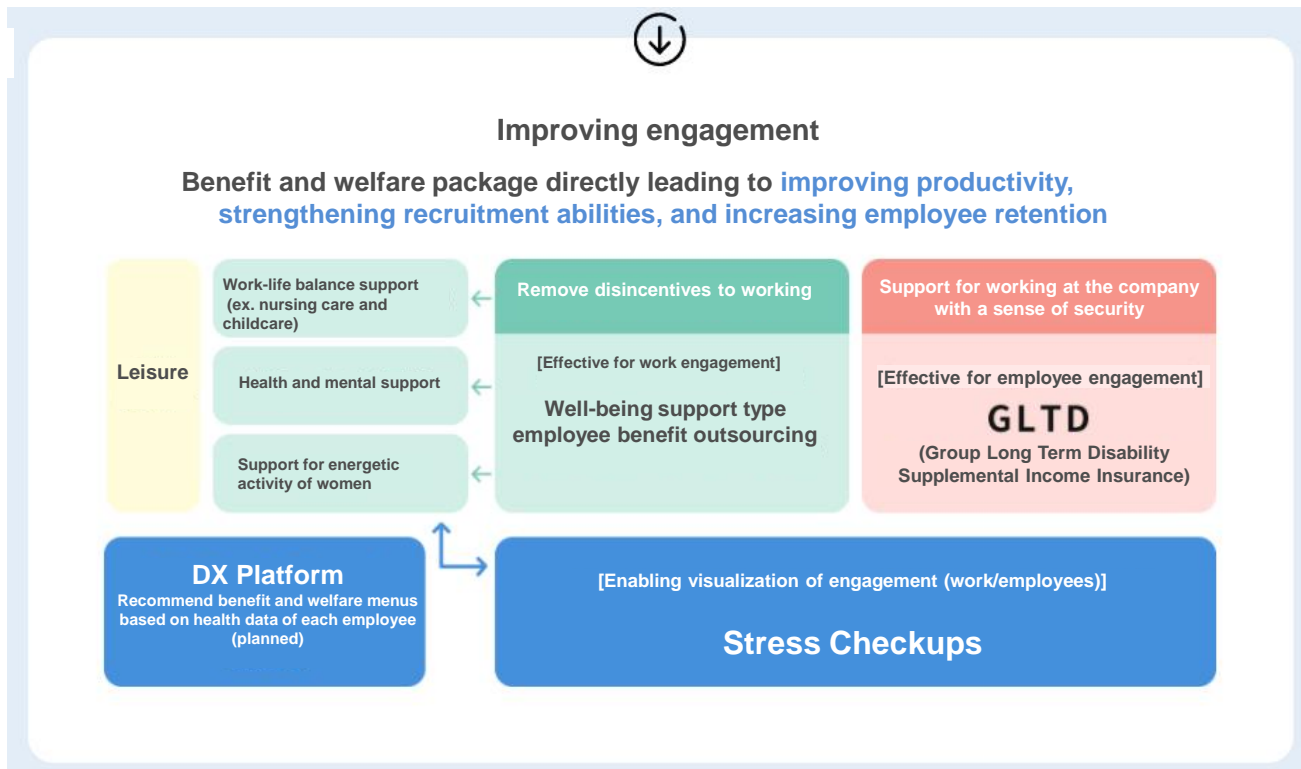 Improving engagement
Benefit and welfare package directly leading to improving productivity,
strengthening recruitment abilities, and increasing employee retention
Leisure
Work-life balance support
(ex. nursing care and
childcare)
Health and mental support
Support for energetic
activity of women
Remove disincentives to working
[Effective for work engagement]
Well-being support type
employee benefit outsourcing
Support for working at the company
with a sense of security
[Effective for employee engagement]
GLTD
(Group Long Term Disability
Supplemental Income Insurance)
DX Platform
Recommend benefit and welfare menus
based on health data of each employee
(planned)
[Enabling visualization of engagement (work/employees)]
Stress Checkups